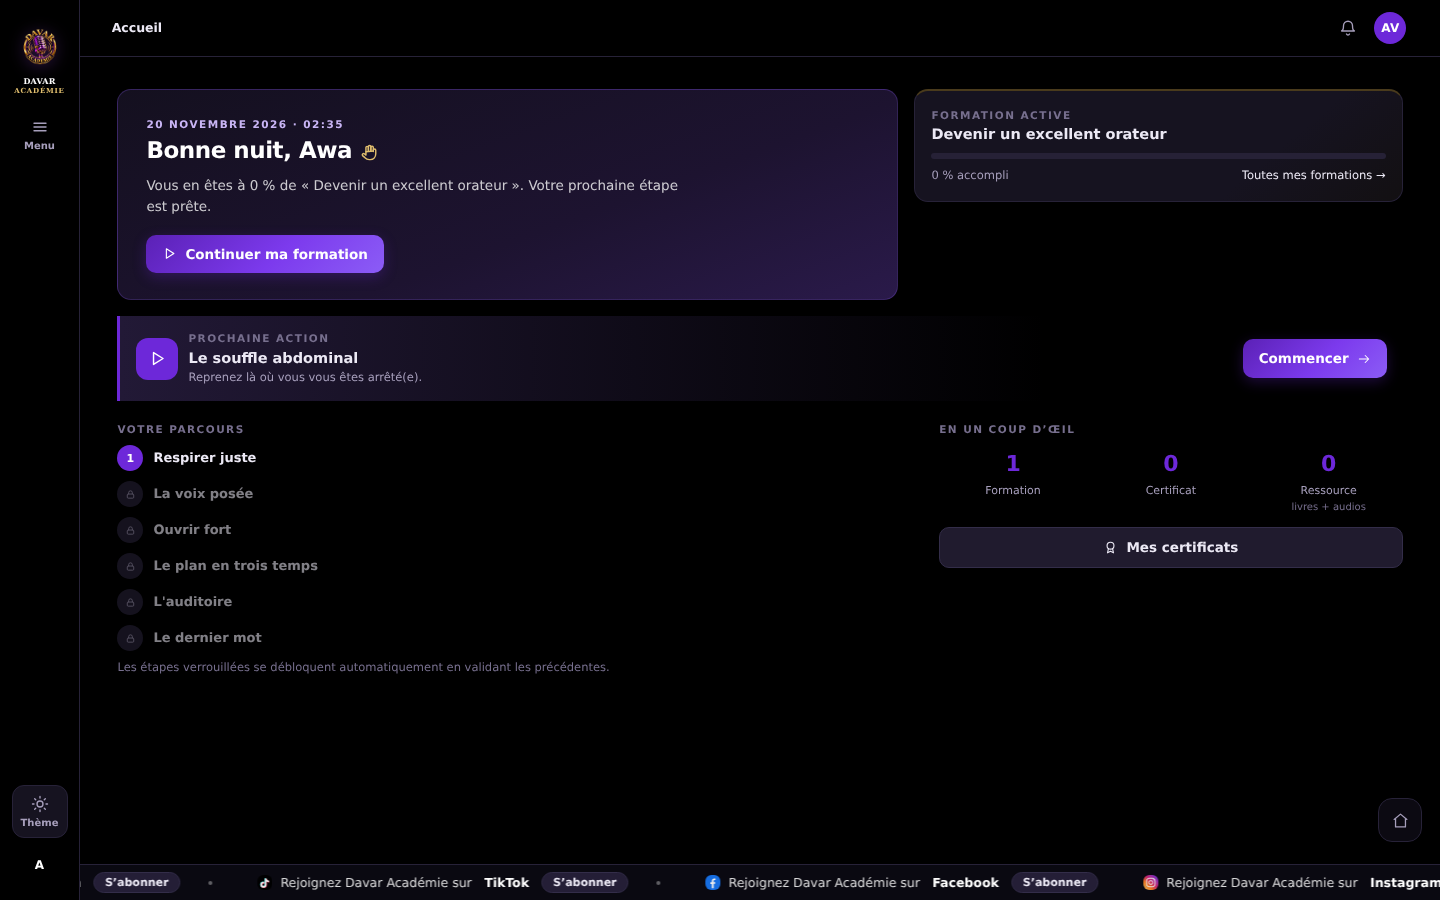 DAVAR
ACADÉMIE
Menu
Accueil
AV
20 NOVEMBRE 2026 · 02:35
Bonne nuit, Awa
Vous en êtes à 0 % de « Devenir un excellent orateur ». Votre prochaine étape
est prête.
Continuer ma formation
FORMATION ACTIVE
Devenir un excellent orateur
0 % accompli
Toutes mes formations →
PROCHAINE ACTION
Le souffle abdominal
Reprenez là où vous vous êtes arrêté(e).
Commencer →
VOTRE PARCOURS
1 Respirer juste
La voix posée
Ouvrir fort
Le plan en trois temps
L'auditoire
Le dernier mot
Les étapes verrouillées se débloquent automatiquement en validant les précédentes.
EN UN COUP D’ŒIL
1 0 0
Formation Certificat Ressource
livres + audios
Mes certificats
Thème
A
S’abonner • Rejoignez Davar Académie sur TikTok S’abonner • Rejoignez Davar Académie sur Facebook S’abonner Rejoignez Davar Académie sur Instagram